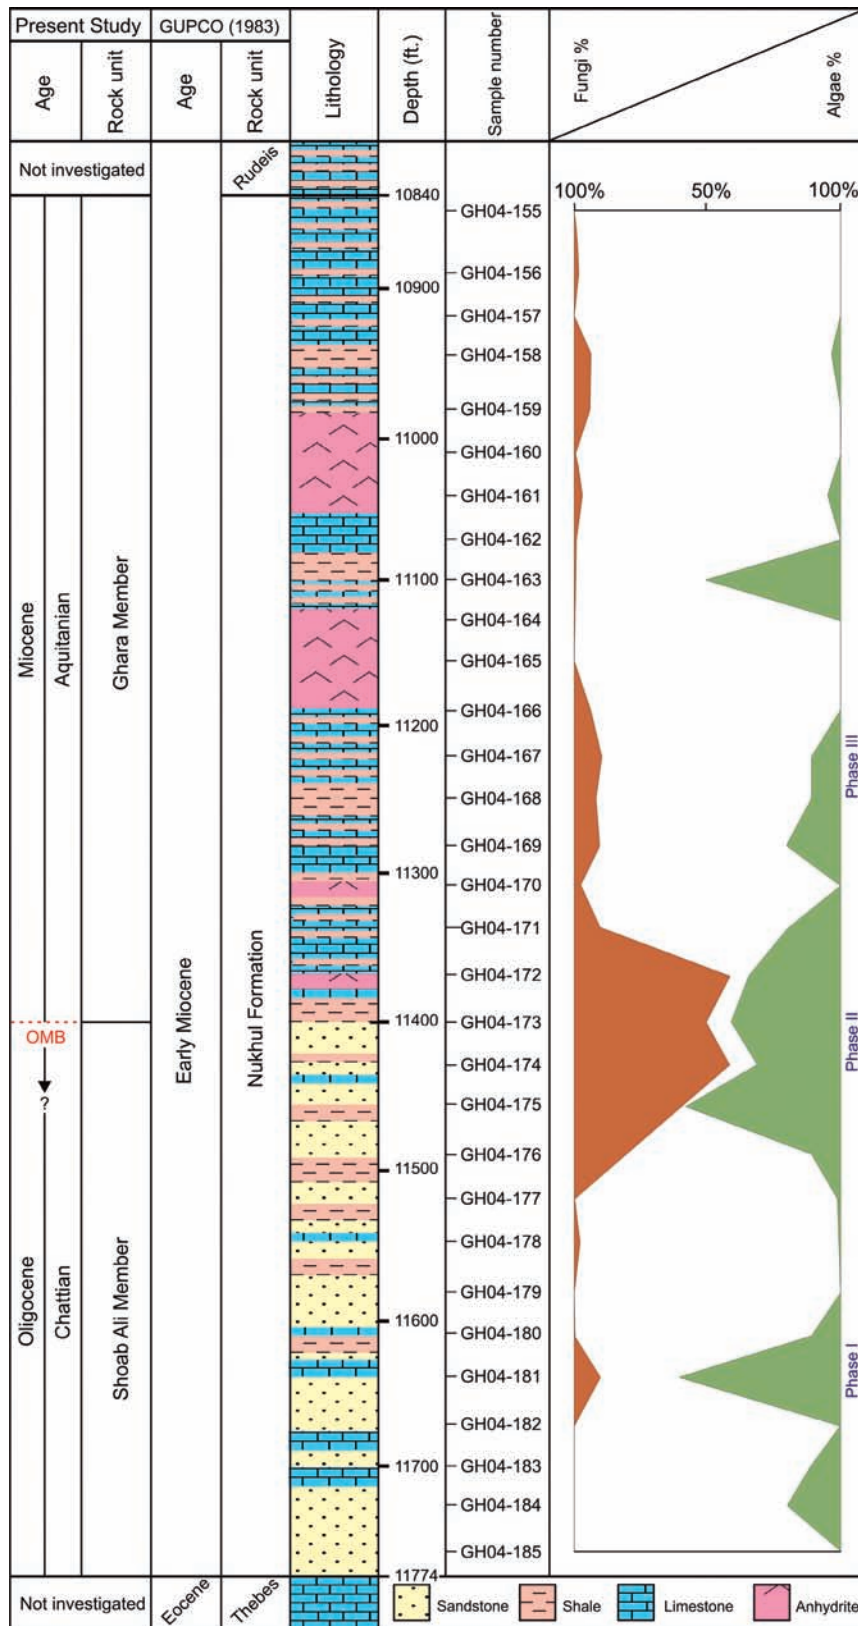 Present Study
GUPCO (1983)
Age
Rock unit
Age
Rock unit
Lithology
Depth (ft.)
Sample number
Fungi %
Algae %
Not investigated
Rudeis
100%
50%
100%
10840
GH04-155
GH04-156
10900
GH04-157
GH04-158
GH04-159
11000
GH04-160
GH04-161
GH04-162
11100
GH04-163
GH04-164
GH04-165
GH04-166
11200
GH04-167
GH04-168
GH04-169
11300
GH04-170
GH04-171
GH04-172
11400
GH04-173
GH04-174
GH04-175
GH04-176
11500
GH04-177
GH04-178
GH04-179
11600
GH04-180
GH04-181
GH04-182
11700
GH04-183
GH04-184
GH04-185
11774
Miocene
Aquitanian
Ghara Member
OMB
?
Oligocene
Chattian
Shoab Ali Member
Early Miocene
Nukhul Formation
Phase III
Phase II
Phase I
Not investigated
Eocene
Thebes
Sandstone
Shale
Limestone
Anhydrite